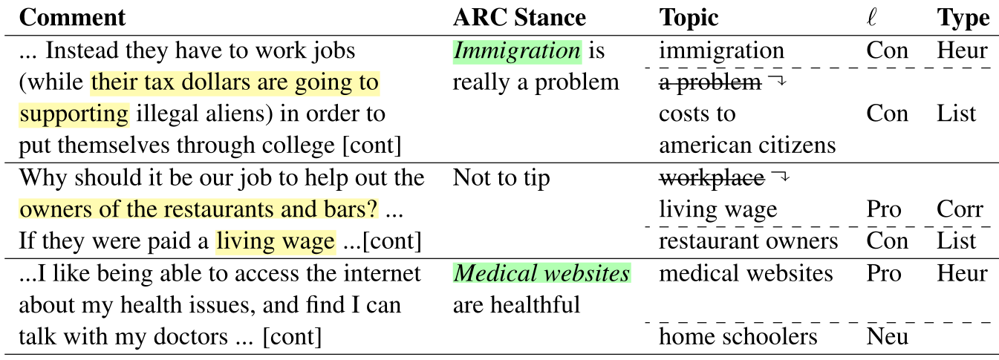 Comment ARC Stance Topic ℓ Type
... Instead they have to work jobs Immigration is immigration Con Heur
(while their tax dollars are going to really a problem a problem
supporting illegal aliens) in order to costs to Con List
put themselves through college [cont] american citizens
Why should it be our job to help out the Not to tip workplace
owners of the restaurants and bars? ... living wage Pro Corr
If they were paid a living wage ...[cont] restaurant owners Con List
...I like being able to access the internet Medical websites medical websites Pro Heur
about my health issues, and find I can are healthful
talk with my doctors ... [cont] home schoolers Neu